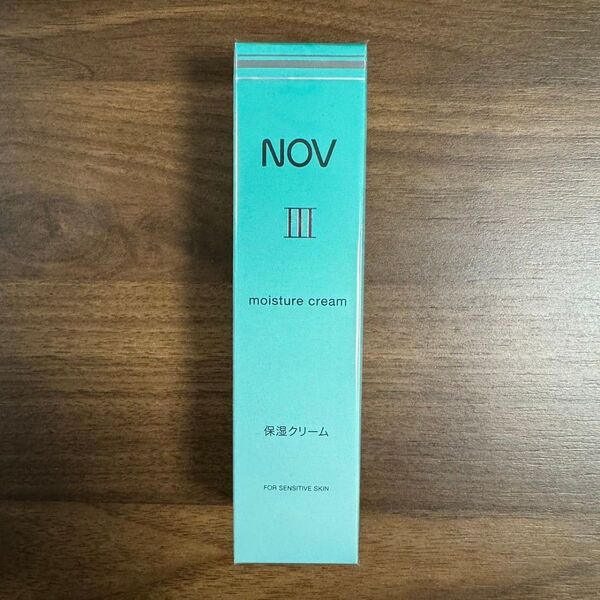 NOV
III
moisture cream
保湿クリーム
FOR SENSITIVE SKIN